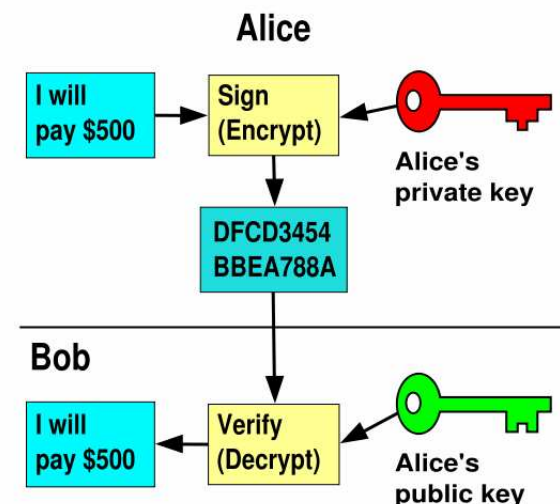 Alice
I will
pay $500
Sign
(Encrypt)
Alice's
private key
DFCD3454
BBEA788A
Bob
I will
pay $500
Verify
(Decrypt)
Alice's
public key